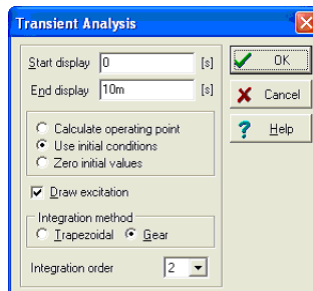 Transient Analysis
Start display 0 [s]
End display 10m [s]
Calculate operating point
Use initial conditions
Zero initial values
Draw excitation
Integration method
Trapezoidal Gear
Integration order 2
OK
Cancel
? Help